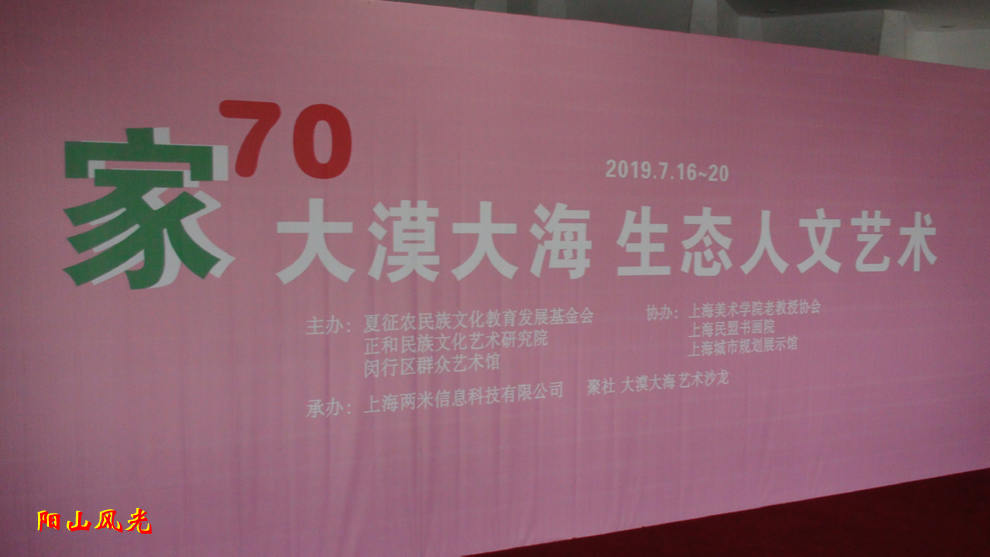 家70
2019.7.16~20
大漠大海 生态人文艺术
主办：夏征农民族文化教育发展基金会
正和民族文化艺术研究院
闵行区群众艺术馆
协办：上海美术学院老教授协会
上海民盟书画院
上海城市规划展示馆
承办：上海两米信息科技有限公司 聚社 大漠大海 艺术沙龙
阳山风光